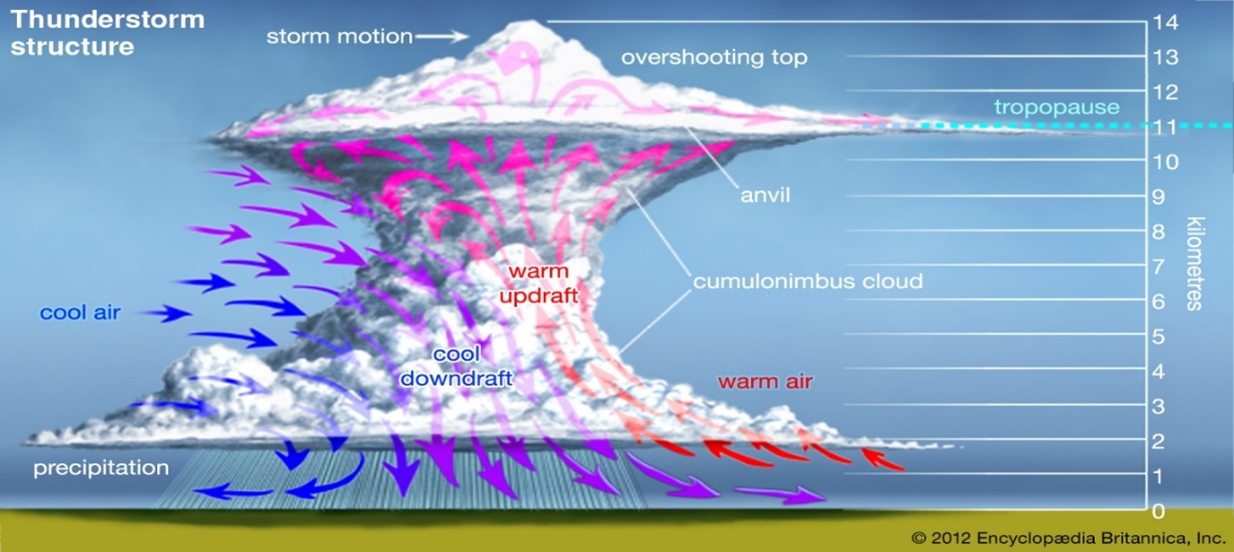 Thunderstorm
structure
storm motion
overshooting top
tropopause
anvil
cumulonimbus cloud
warm
updraft
cool air
cool
downdraft
warm air
precipitation
14
13
12
11
10
9
8
7
6
5
4
3
2
1
0
kilometres
© 2012 Encyclopædia Britannica, Inc.